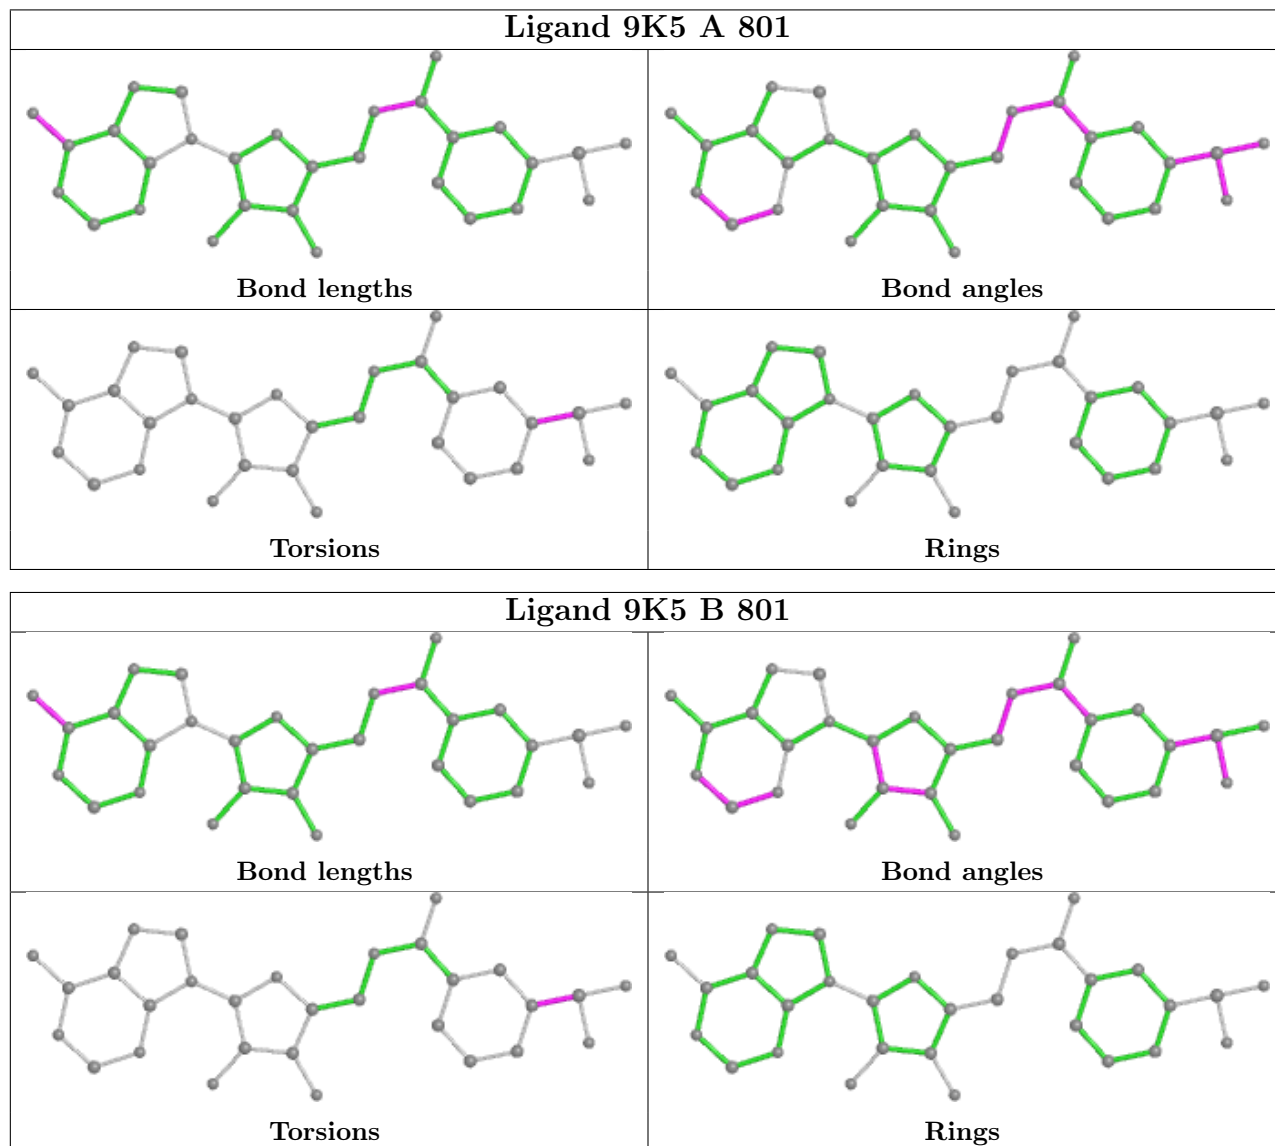 Ligand 9K5 A 801
Bond lengths
Bond angles
Torsions
Rings
Ligand 9K5 B 801
Bond lengths
Bond angles
Torsions
Rings